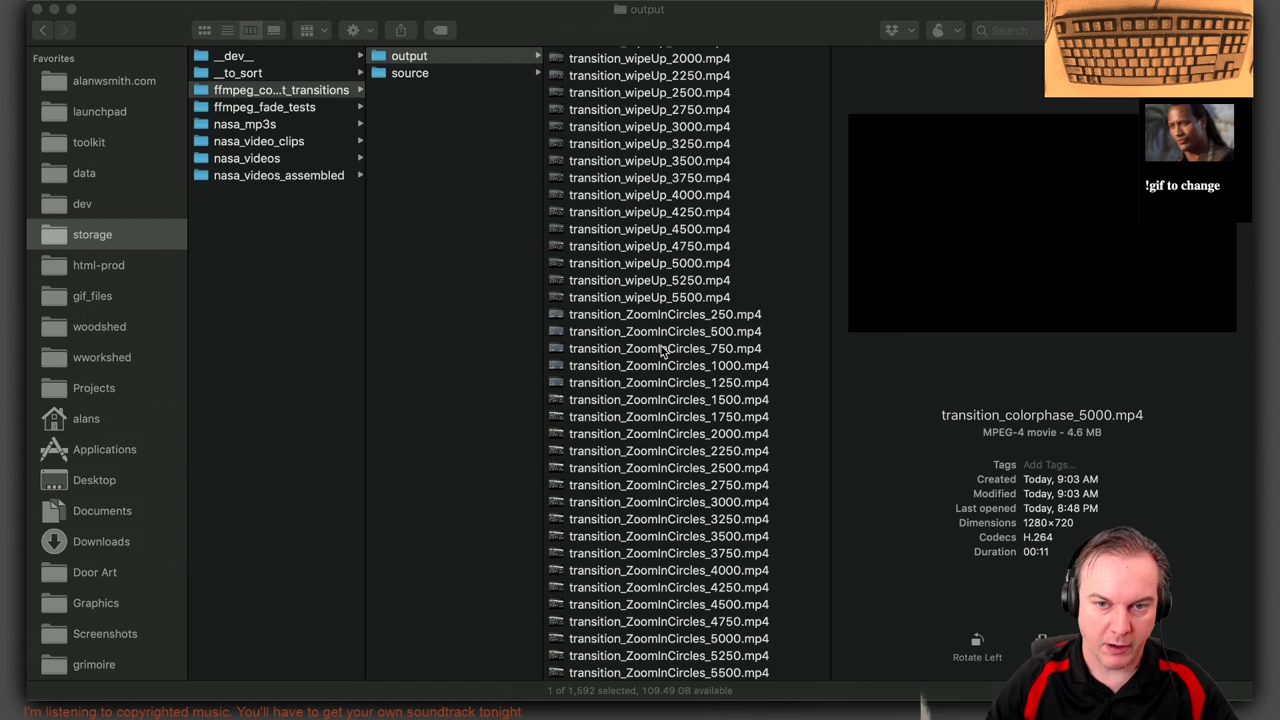 output
Search
Favorites
alanwsmith.com
launchpad
toolkit
data
dev
storage
html-prod
gif_files
woodshed
wworkshed
Projects
alans
Applications
Desktop
Documents
Downloads
Door Art
Graphics
Screenshots
grimoire
__dev__
__to_sort
ffmpeg_co...t_transitions
ffmpeg_fade_tests
nasa_mp3s
nasa_video_clips
nasa_videos
nasa_videos_assembled
output
source
transition_wipeUp_2000.mp4
transition_wipeUp_2250.mp4
transition_wipeUp_2500.mp4
transition_wipeUp_2750.mp4
transition_wipeUp_3000.mp4
transition_wipeUp_3250.mp4
transition_wipeUp_3500.mp4
transition_wipeUp_3750.mp4
transition_wipeUp_4000.mp4
transition_wipeUp_4250.mp4
transition_wipeUp_4500.mp4
transition_wipeUp_4750.mp4
transition_wipeUp_5000.mp4
transition_wipeUp_5250.mp4
transition_wipeUp_5500.mp4
transition_ZoomInCircles_250.mp4
transition_ZoomInCircles_500.mp4
transition_ZoomInCircles_750.mp4
transition_ZoomInCircles_1000.mp4
transition_ZoomInCircles_1250.mp4
transition_ZoomInCircles_1500.mp4
transition_ZoomInCircles_1750.mp4
transition_ZoomInCircles_2000.mp4
transition_ZoomInCircles_2250.mp4
transition_ZoomInCircles_2500.mp4
transition_ZoomInCircles_2750.mp4
transition_ZoomInCircles_3000.mp4
transition_ZoomInCircles_3250.mp4
transition_ZoomInCircles_3500.mp4
transition_ZoomInCircles_3750.mp4
transition_ZoomInCircles_4000.mp4
transition_ZoomInCircles_4250.mp4
transition_ZoomInCircles_4500.mp4
transition_ZoomInCircles_4750.mp4
transition_ZoomInCircles_5000.mp4
transition_ZoomInCircles_5250.mp4
transition_ZoomInCircles_5500.mp4
!gif to change
transition_colorphase_5000.mp4
MPEG-4 movie - 4.6 MB
Tags Add Tags...
Created Today, 9:03 AM
Modified Today, 9:03 AM
Last opened Today, 8:48 PM
Dimensions 1280×720
Codecs H.264
Duration 00:11
Rotate Left
1 of 1,592 selected, 109.49 GB available
I'm listening to copyrighted music. You'll have to get your own soundtrack tonight